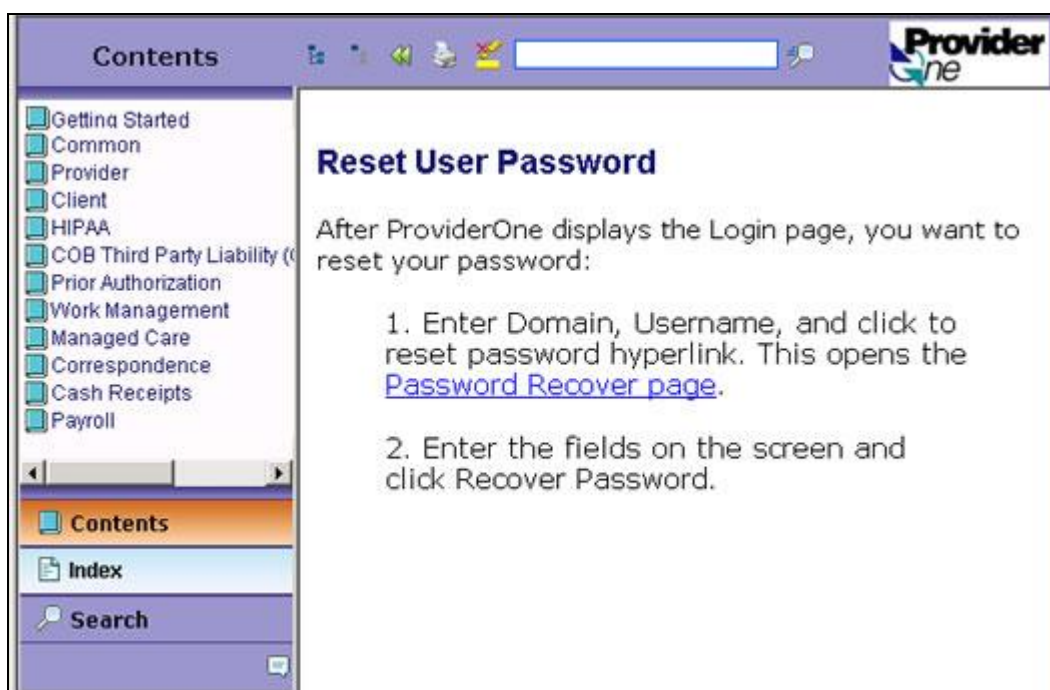 Contents
Provider
One
Getting Started
Common
Provider
Client
HIPAA
COB Third Party Liability (
Prior Authorization
Work Management
Managed Care
Correspondence
Cash Receipts
Payroll
Contents
Index
Search
Reset User Password
After ProviderOne displays the Login page, you want to
reset your password:
1. Enter Domain, Username, and click to
reset password hyperlink. This opens the
Password Recover page.
2. Enter the fields on the screen and
click Recover Password.